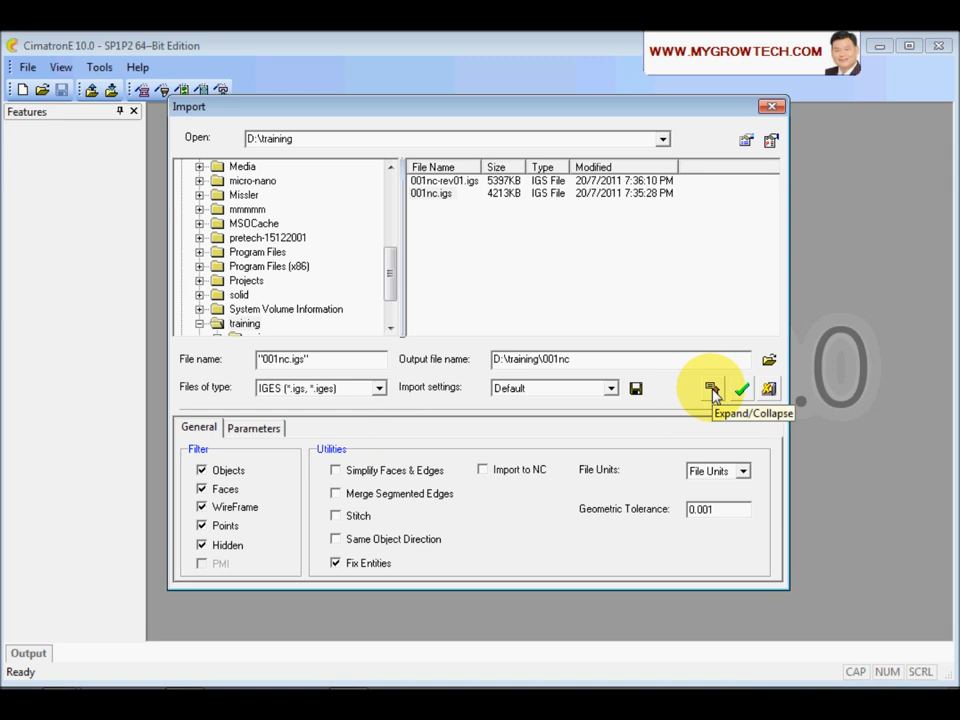 CimatronE 10.0 - SP1P2 64-Bit Edition
WWW.MYGROWTECH.COM
File View Tools Help
Features
Import
Open: D:\training
File Name Size Type Modified
Media
micro-nano 001nc-rev01.igs 5397KB IGS File 20/7/2011 7:36:10 PM
Missler 001nc.igs 4213KB IGS File 20/7/2011 7:35:28 PM
mmmm
MSOCache
pretech-15122001
Program Files
Program Files (x86)
Projects
solid
System Volume Information
training
File name: "001nc.igs" Output file name: D:\training\001nc
Files of type: IGES (*.igs, *.iges) Import settings: Default
Expand/Collapse
General Parameters
Filter Utilities
Objects Simplify Faces & Edges Import to NC File Units: File Units
Faces Merge Segmented Edges
WireFrame Geometric Tolerance: 0.001
Points Stitch
Hidden Same Object Direction
PMI Fix Entities
.0
Output
Ready CAP NUM SCRL